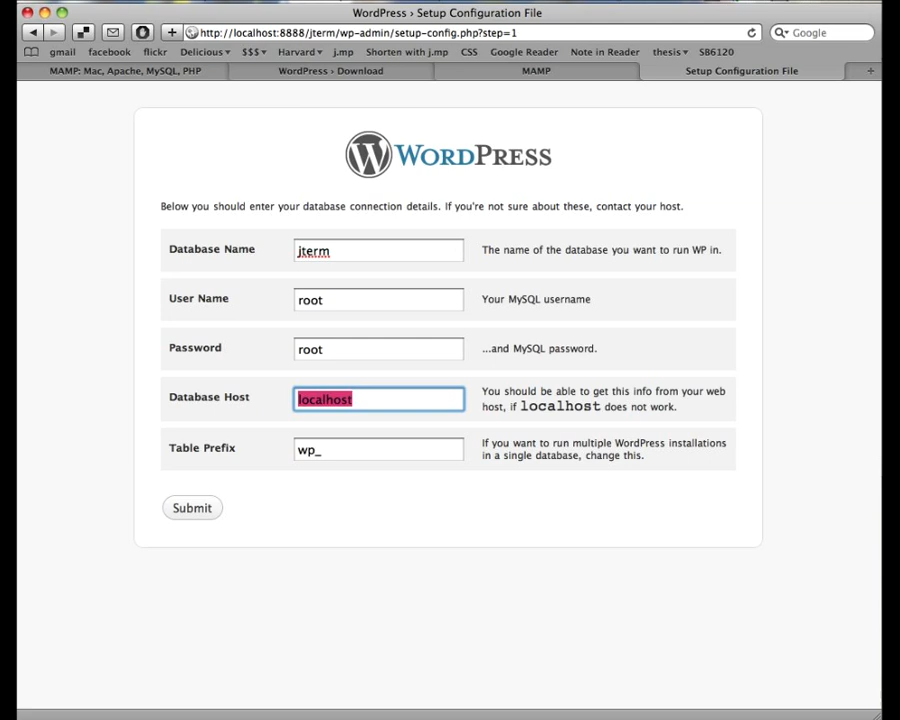 WordPress › Setup Configuration File
http://localhost:8888/jterm/wp-admin/setup-config.php?step=1
Google
gmail facebook flickr Delicious▾ $$$▾ Harvard▾ j.mp Shorten with j.mp CSS Google Reader Note in Reader thesis▾ SB6120
MAMP: Mac, Apache, MySQL, PHP
WordPress › Download
MAMP
Setup Configuration File
WORDPRESS
Below you should enter your database connection details. If you're not sure about these, contact your host.
Database Name
jterm
The name of the database you want to run WP in.
User Name
root
Your MySQL username
Password
root
...and MySQL password.
Database Host
localhost
You should be able to get this info from your web
host, if localhost does not work.
Table Prefix
wp_
If you want to run multiple WordPress installations
in a single database, change this.
Submit